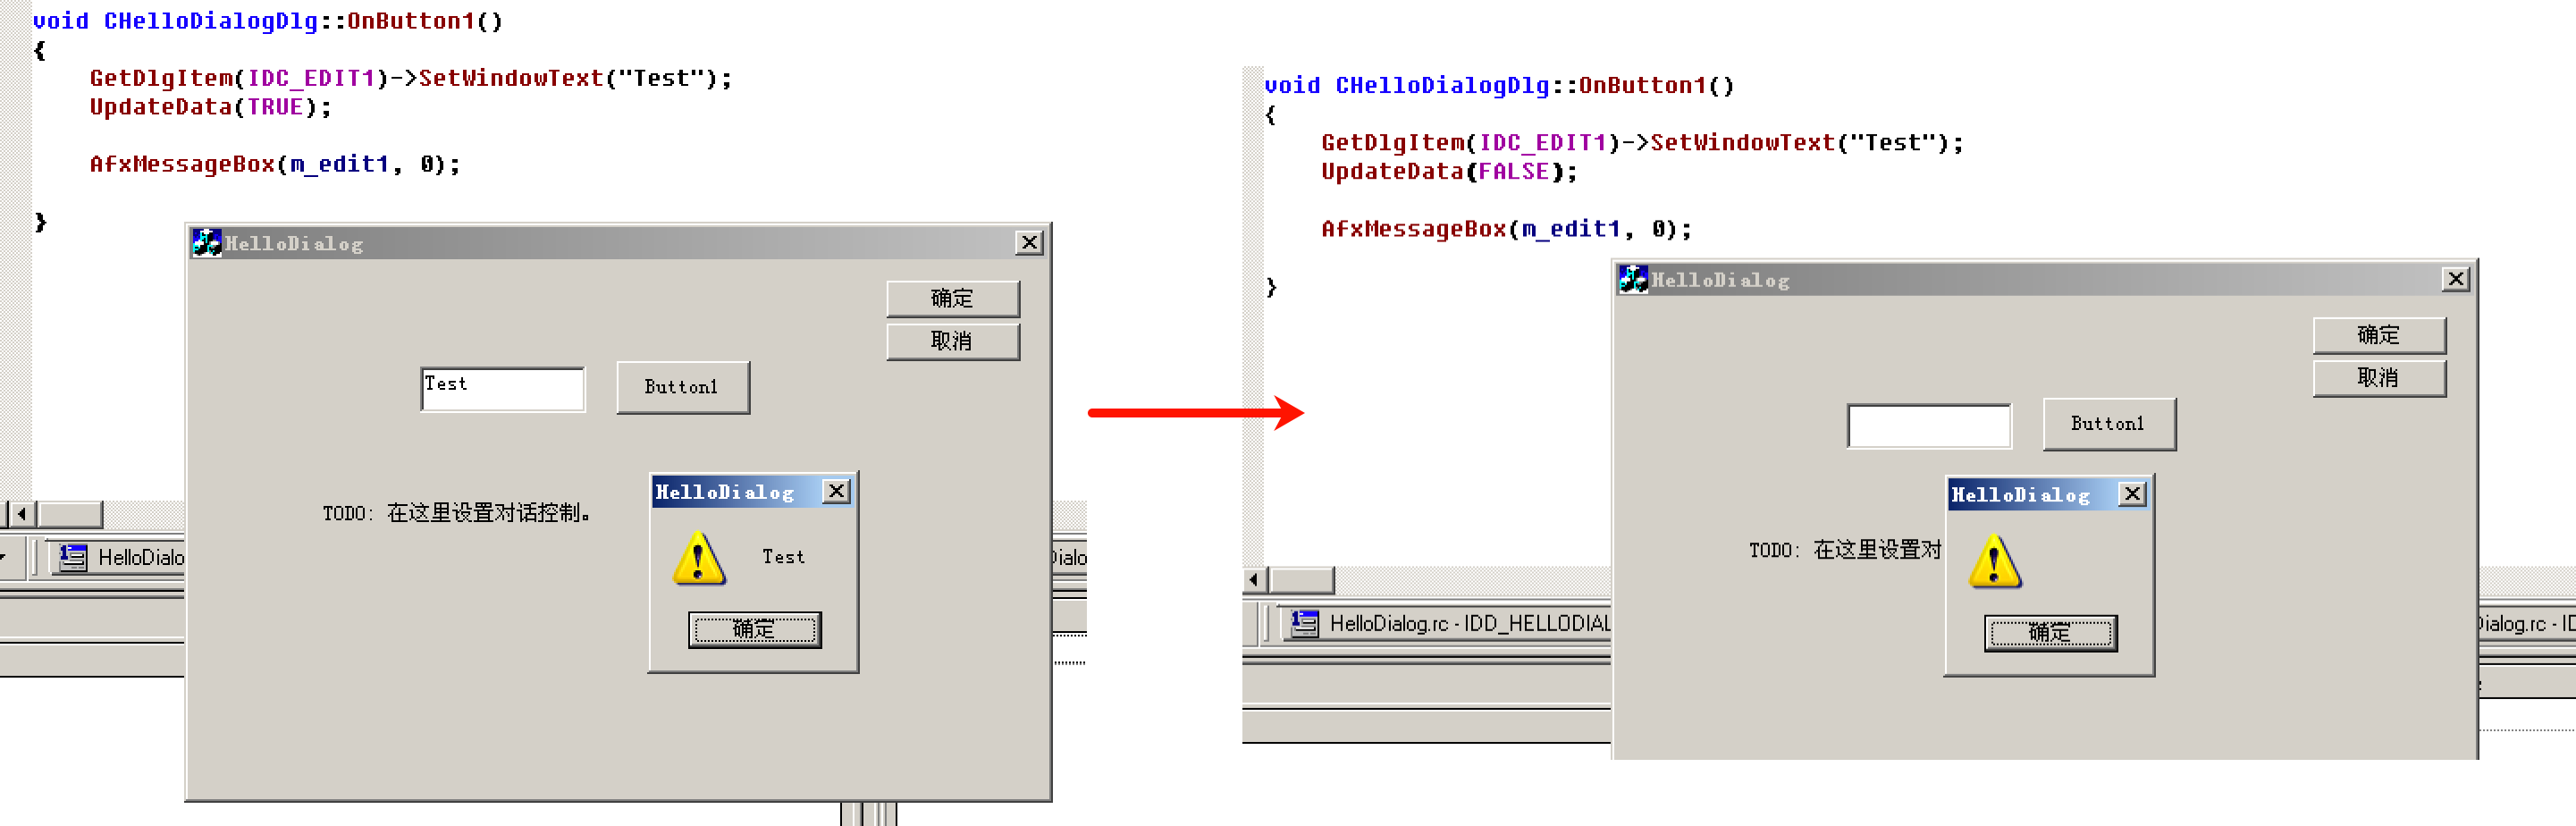 void CHelloDialogDlg::OnButton1()
{
GetDlgItem(IDC_EDIT1)->SetWindowText("Test");
UpdateData(TRUE);
AfxMessageBox(m_edit1, 0);
}
HelloDialog
确定
取消
Test
Button1
TODO: 在这里设置对话控制。
HelloDialog
Test
确定
HelloDialo
Dialo
void CHelloDialogDlg::OnButton1()
{
GetDlgItem(IDC_EDIT1)->SetWindowText("Test");
UpdateData(FALSE);
AfxMessageBox(m_edit1, 0);
}
HelloDialog
确定
取消
Button1
TODO: 在这里设置对
HelloDialog
确定
HelloDialog.rc - IDD_HELLODIAL
Dialog.rc - ID